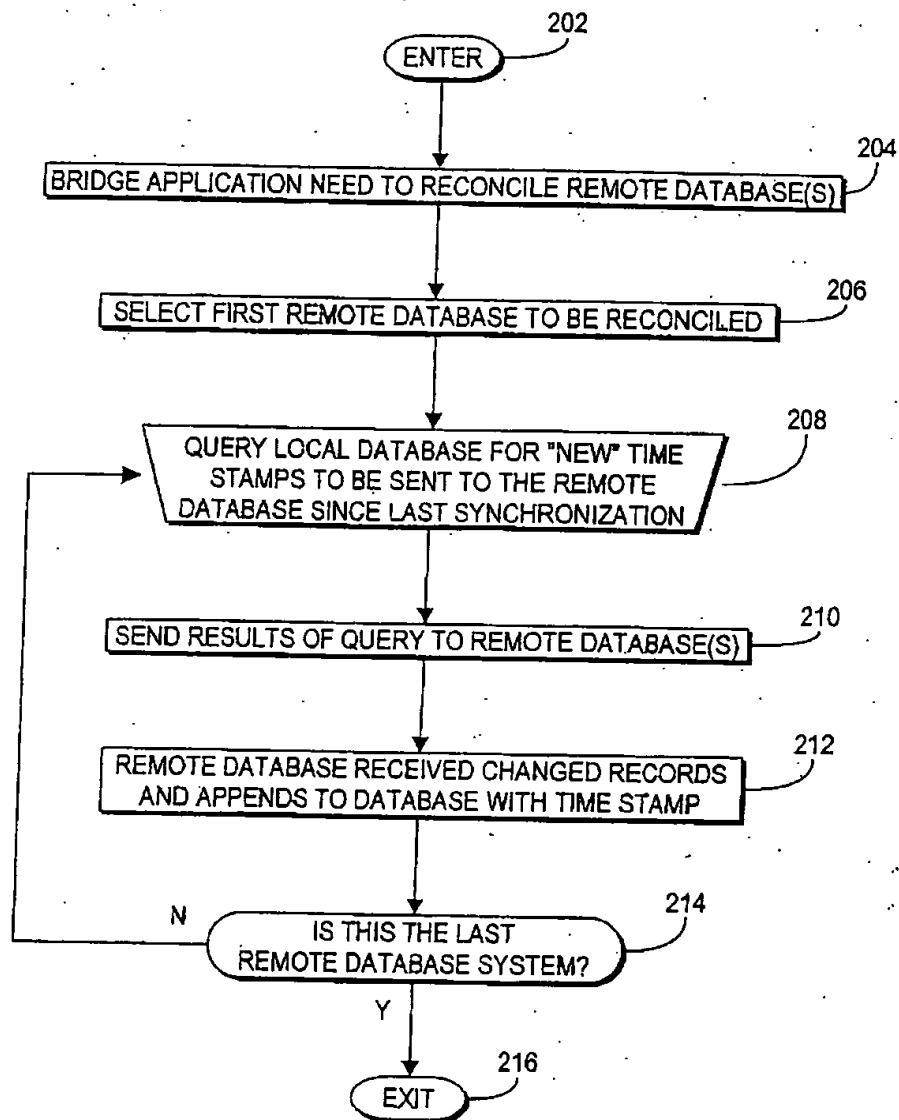 202
ENTER
204
BRIDGE APPLICATION NEED TO RECONCILE REMOTE DATABASE(S)
206
SELECT FIRST REMOTE DATABASE TO BE RECONCILED
208
QUERY LOCAL DATABASE FOR "NEW" TIME
STAMPS TO BE SENT TO THE REMOTE
DATABASE SINCE LAST SYNCHRONIZATION
210
SEND RESULTS OF QUERY TO REMOTE DATABASE(S)
212
REMOTE DATABASE RECEIVED CHANGED RECORDS
AND APPENDS TO DATABASE WITH TIME STAMP
214
N
IS THIS THE LAST
REMOTE DATABASE SYSTEM?
Y
216
EXIT